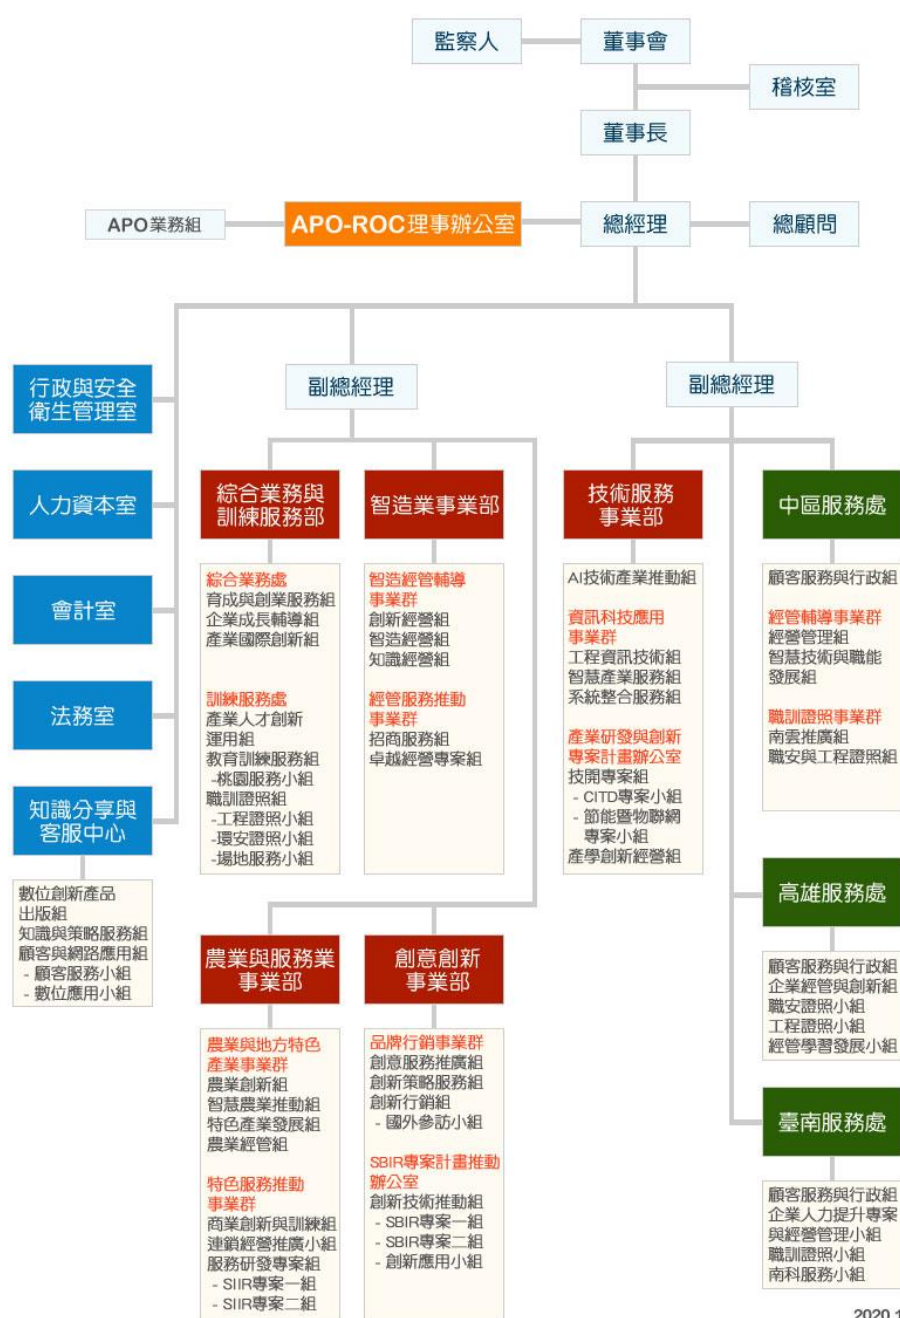 監察人
董事會
稽核室
董事長
APO業務組
APO-ROC理事辦公室
總經理
總顧問
行政與安全
衛生管理室
人力資本室
會計室
法務室
知識分享與
客服中心
數位創新產品
出版組
知識與策略服務組
顧客與網路應用組
- 顧客服務小組
- 數位應用小組
副總經理
綜合業務與
訓練服務部
綜合業務處
育成與創業服務組
企業成長輔導組
產業國際創新組
訓練服務處
產業人才創新
運用組
教育訓練服務組
-桃園服務小組
職訓證照組
-工程證照小組
-環安證照小組
-場地服務小組
智造業事業部
智造經管輔導
事業群
創新經營組
智造經營組
知識經營組
經管服務推動
事業群
招商服務組
卓越經營專案組
農業與服務業
事業部
農業與地方特色
產業事業群
農業創新組
智慧農業推動組
特色產業發展組
農業經管組
特色服務推動
事業群
商業創新與訓練組
連鎖經營推廣小組
服務研發專案組
- SIIR專案一組
- SIIR專案二組
創意創新
事業部
品牌行銷事業群
創意服務推廣組
創新策略服務組
創新行銷組
- 國外參訪小組
SBIR專案計畫推動
辦公室
創新技術推動組
- SBIR專案一組
- SBIR專案二組
- 創新應用小組
副總經理
技術服務
事業部
AI技術產業推動組
資訊科技應用
事業群
工程資訊技術組
智慧產業服務組
系統整合服務組
產業研發與創新
專案計畫辦公室
技開專案組
- CITD專案小組
- 節能暨物聯網
專案小組
產學創新經營組
中區服務處
顧客服務與行政組
經管輔導事業群
經營管理組
智慧技術與職能
發展組
職訓證照事業群
南雲推廣組
職安與工程證照組
高雄服務處
顧客服務與行政組
企業經管與創新組
職安證照小組
工程證照小組
經管學習發展小組
臺南服務處
顧客服務與行政組
企業人力提升專案
與經營管理小組
職訓證照小組
南科服務小組
2020.1